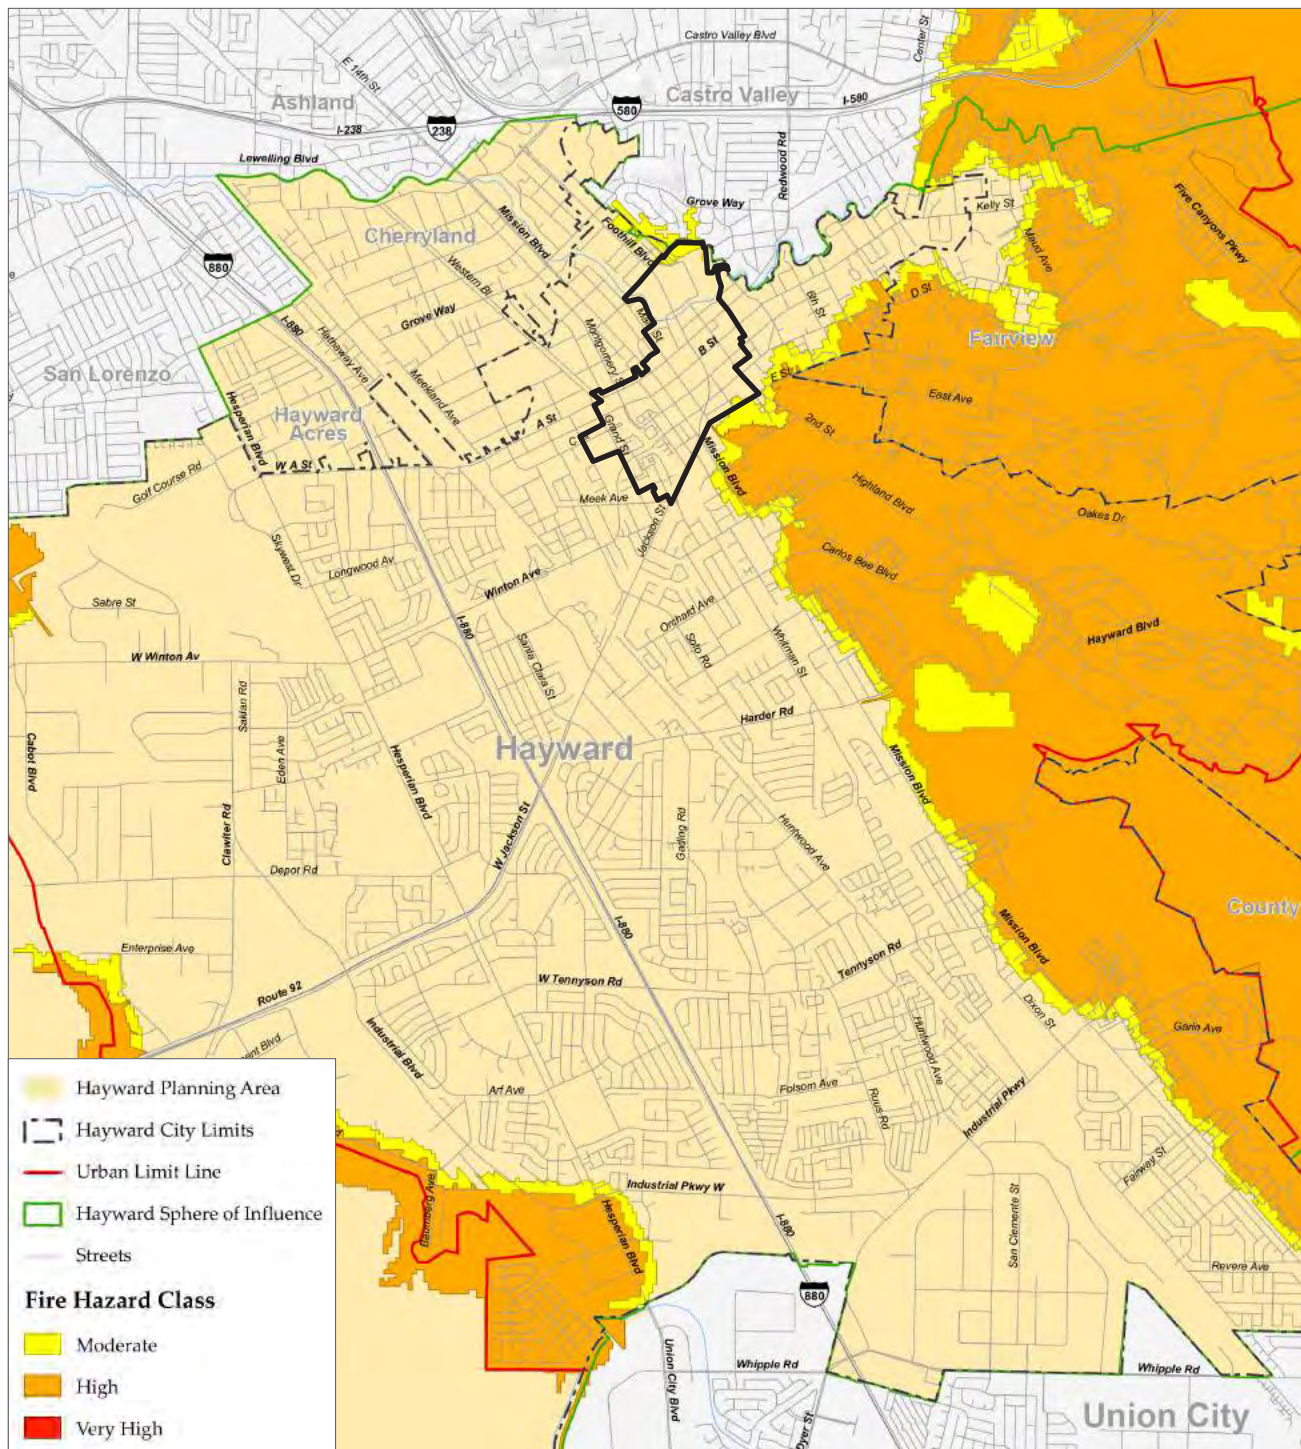 Castro Valley Blvd
Center St
E 14th St
Ashland
Castro Valley
I-580
580
I-238
238
Lewelling Blvd
Redwood Rd
Grove Way
Kelly St
Five Canyons Pkwy
Mission Blvd
Foothill Blvd
Cherryland
Maud Ave
880
Western Bl
D St
6th St
Grove Way
I-880
Hathaway Ave
Main St
Montgomery
B St
Fairview
San Lorenzo
Meekland Ave
E St
East Ave
Hesperian Blvd
Hayward
Acres
A St
Grand St
C
2nd St
W A St
Mission Blvd
Golf Course Rd
Highland Blvd
Meek Ave
Oakes Dr
Jackson St
Skywest Dr
Longwood Av
Carlos Bee Blvd
Winton Ave
Sabre St
Orchard Ave
I-880
Hayward Blvd
Santa Clara St
Soto Rd
Whitman St
W Winton Av
Saklan Rd
Harder Rd
Cabot Blvd
Eden Ave
Hayward
Hesperian Blvd
Mission Blvd
Clawiter Rd
W Jackson St
Gading Rd
Huntwood Ave
Depot Rd
County
I-880
Mission Blvd
Enterprise Ave
Tennyson Rd
W Tennyson Rd
Route 92
Dixon St
Garin Ave
Industrial Blvd
Huntwood Ave
ent Blvd
Arf Ave
Folsom Ave
Ruus Rd
Industrial Pkwy
Fairway St
Industrial Pkwy W
Baumberg Ave
Hesperian Blvd
I-880
San Clemente St
Revere Ave
880
Whipple Rd
Whipple Rd
Union City Blvd
Dyer St
Union City
Hayward Planning Area
Hayward City Limits
Urban Limit Line
Hayward Sphere of Influence
Streets
Fire Hazard Class
Moderate
High
Very High